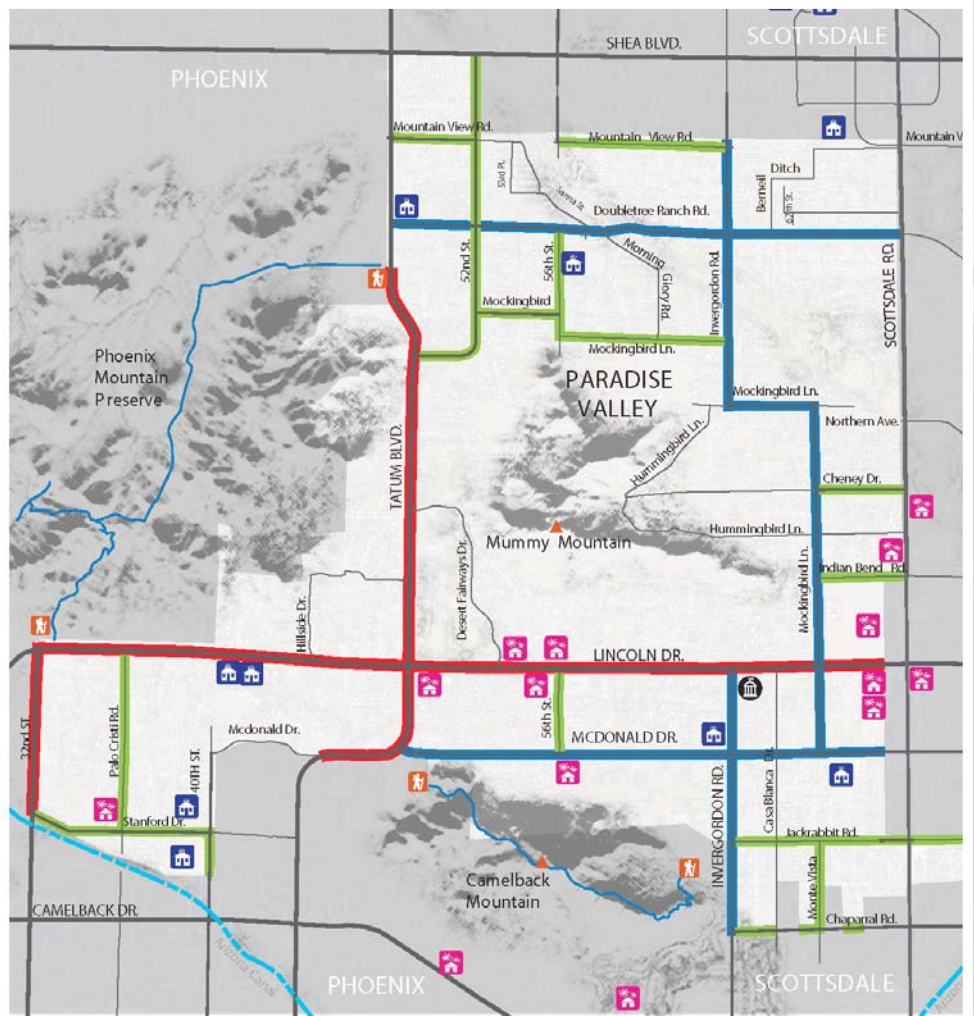 SCOTTSDALE
SHEA BLVD.
PHOENIX
Mountain View Rd.
Mountain View Rd.
Mountain V
53rd Pl.
Ditch
Berneil
62th St.
Doubletree Ranch Rd.
52nd St.
56th St.
Morning
Glory Rd.
Invergordon Rd.
SCOTTSDALE RD.
Mockingbird
Mockingbird Ln.
Phoenix
Mountain
Preserve
PARADISE
VALLEY
Mockingbird Ln.
Northern Ave.
TATUM BLVD.
Hummingbird Ln.
Cheney Dr.
Hummingbird Ln.
Mummy Mountain
Mockingbird Ln.
Indian Bend Rd.
Desert Fairways Dr.
Hillside Dr.
LINCOLN DR.
32nd ST.
Palo Cristi Rd.
40TH ST.
Mcdonald Dr.
56th St.
MCDONALD DR.
INVERGORDON RD.
Casa Blanca Dr.
Stanford Dr.
Jackrabbit Rd.
Monte Vista
Camelback
Mountain
CAMELBACK DR.
Chaparral Rd.
Arizona Canal
PHOENIX
SCOTTSDALE